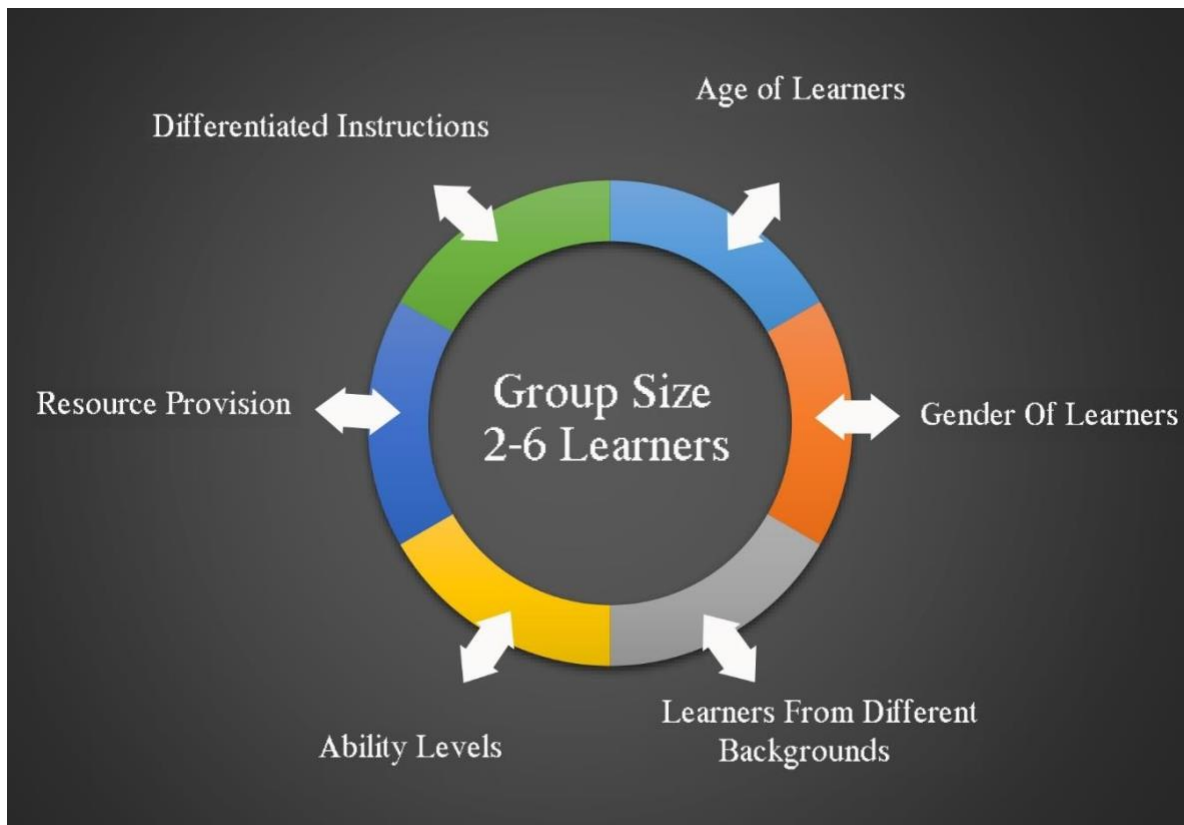 Age of Learners
Differentiated Instructions
Group Size
2-6 Learners
Resource Provision
Gender Of Learners
Learners From Different
Backgrounds
Ability Levels